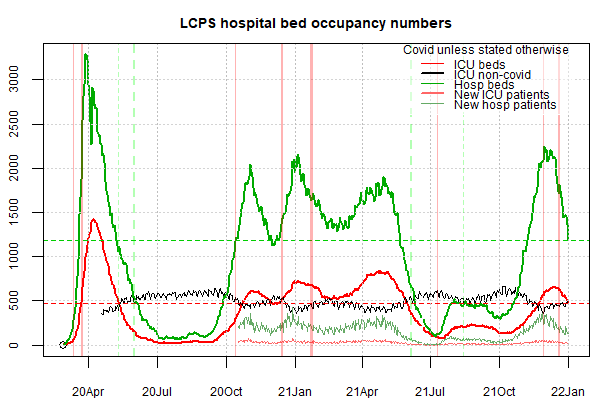 LCPS hospital bed occupancy numbers
Covid unless stated otherwise
ICU beds
ICU non-covid
Hosp beds
New ICU patients
New hosp patients
3000
2500
2000
1500
1000
500
0
20Apr 20Jul 20Oct 21Jan 21Apr 21Jul 21Oct 22Jan